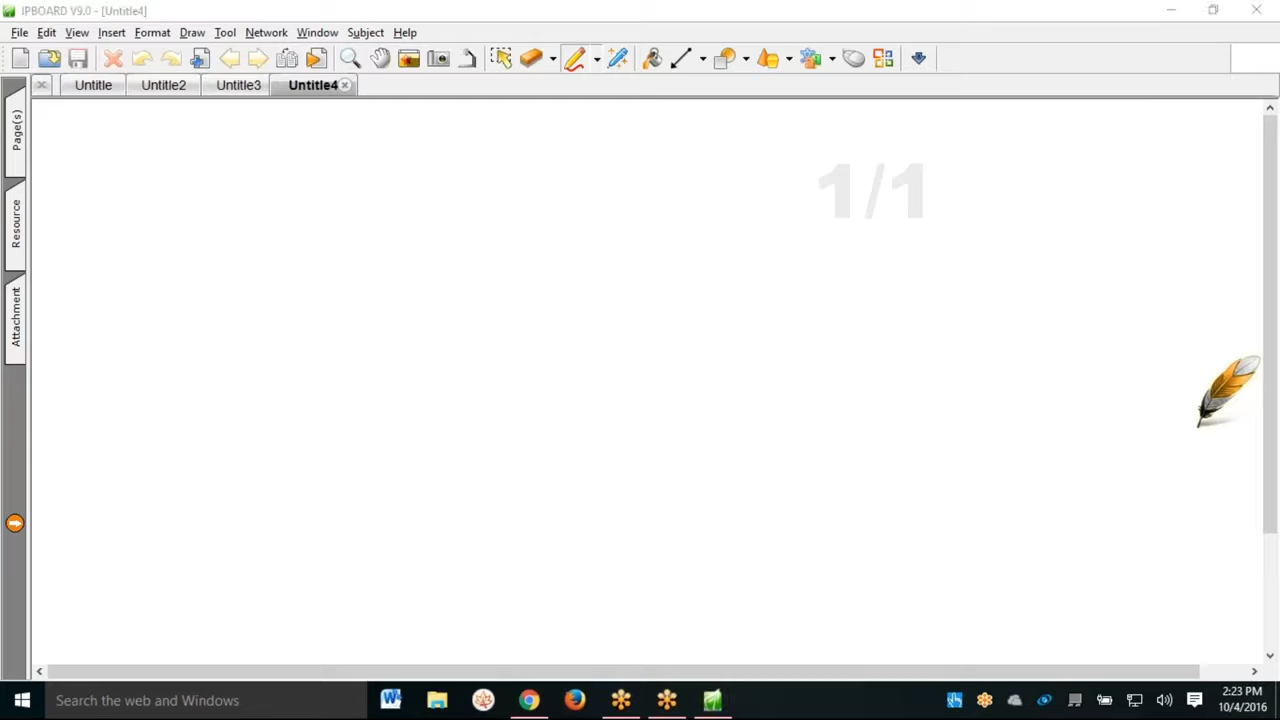 IPBOARD V9.0 - [Untitle4]
File Edit View Insert Format Draw Tool Network Window Subject Help
Untitle Untitle2 Untitle3 Untitle4
Page(s)
1/1
Resource
Attachment
Search the web and Windows
2:23 PM
10/4/2016